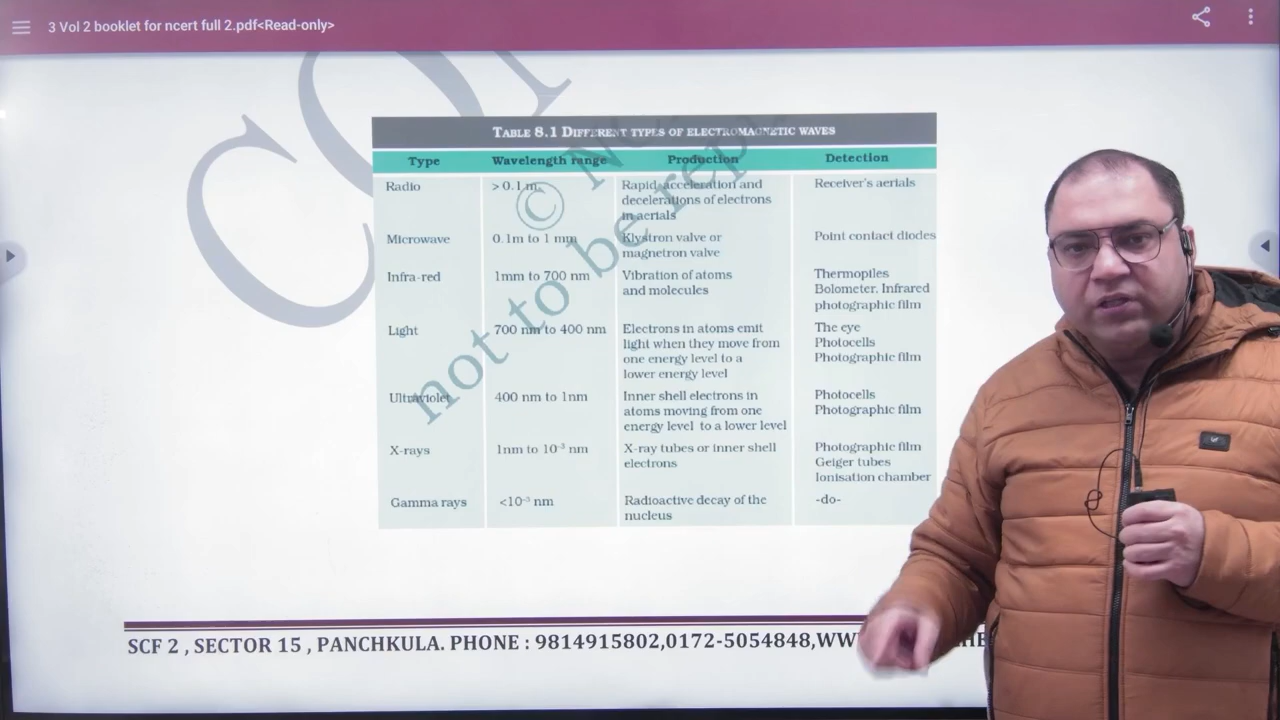 3 Vol 2 booklet for ncert full 2.pdf<Read-only>
TABLE 8.1 DIFFERENT TYPES OF ELECTROMAGNETIC WAVES
Type Wavelength range Production Detection
Radio > 0.1 m Rapid acceleration and Receiver's aerials
decelerations of electrons
in aerials
Microwave 0.1m to 1 mm Klystron valve or Point contact diodes
magnetron valve
Infra-red 1mm to 700 nm Vibration of atoms Thermopiles
and molecules Bolometer, Infrared
photographic film
Light 700 nm to 400 nm Electrons in atoms emit The eye
light when they move from Photocells
one energy level to a Photographic film
lower energy level
Ultraviolet 400 nm to 1nm Inner shell electrons in Photocells
atoms moving from one Photographic film
energy level to a lower level
X-rays 1nm to 10⁻³ nm X-ray tubes or inner shell Photographic film
electrons Geiger tubes
Ionisation chamber
Gamma rays <10⁻³ nm Radioactive decay of the -do-
nucleus
©
not to be
SCF 2 , SECTOR 15 , PANCHKULA. PHONE : 9814915802,0172-5054848,WW